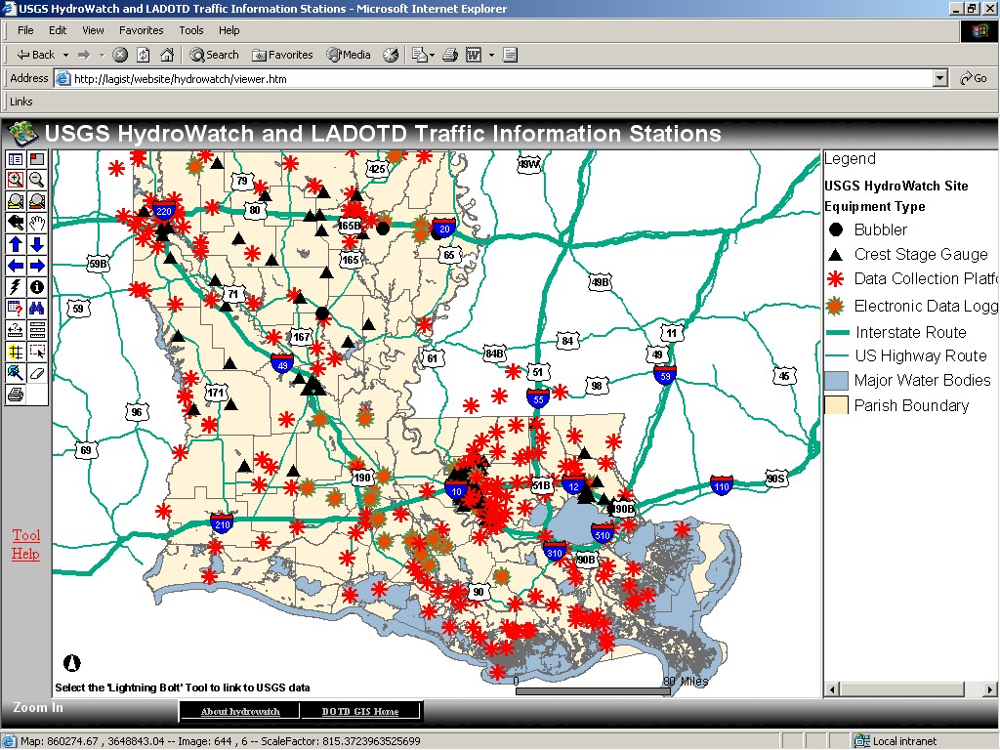 USGS HydroWatch and LADOTD Traffic Information Stations - Microsoft Internet Explorer
File Edit View Favorites Tools Help
Back Search Favorites Media
Address http://lagist/website/hydrowatch/viewer.htm Go
Links
USGS HydroWatch and LADOTD Traffic Information Stations
Legend
USGS HydroWatch Site
Equipment Type
Bubbler
Crest Stage Gauge
Data Collection Platf
Electronic Data Logg
Interstate Route
US Highway Route
Major Water Bodies
Parish Boundary
49W
425
79
220
80
165B
20
65
165
59B
49B
71
59
11
167
84
84B
49
61
49
51
59
45
98
171
55
96
69
190
90S
10
51B
12
110
190B
210
510
310
90B
90
Tool
Help
0 80 Miles
Select the 'Lightning Bolt' Tool to link to USGS data
Zoom In
About hydrowatch DOTD GIS Home
Map: 860274.67 , 3648843.04 -- Image: 644 , 6 -- ScaleFactor: 815.3723963525699 Local intranet